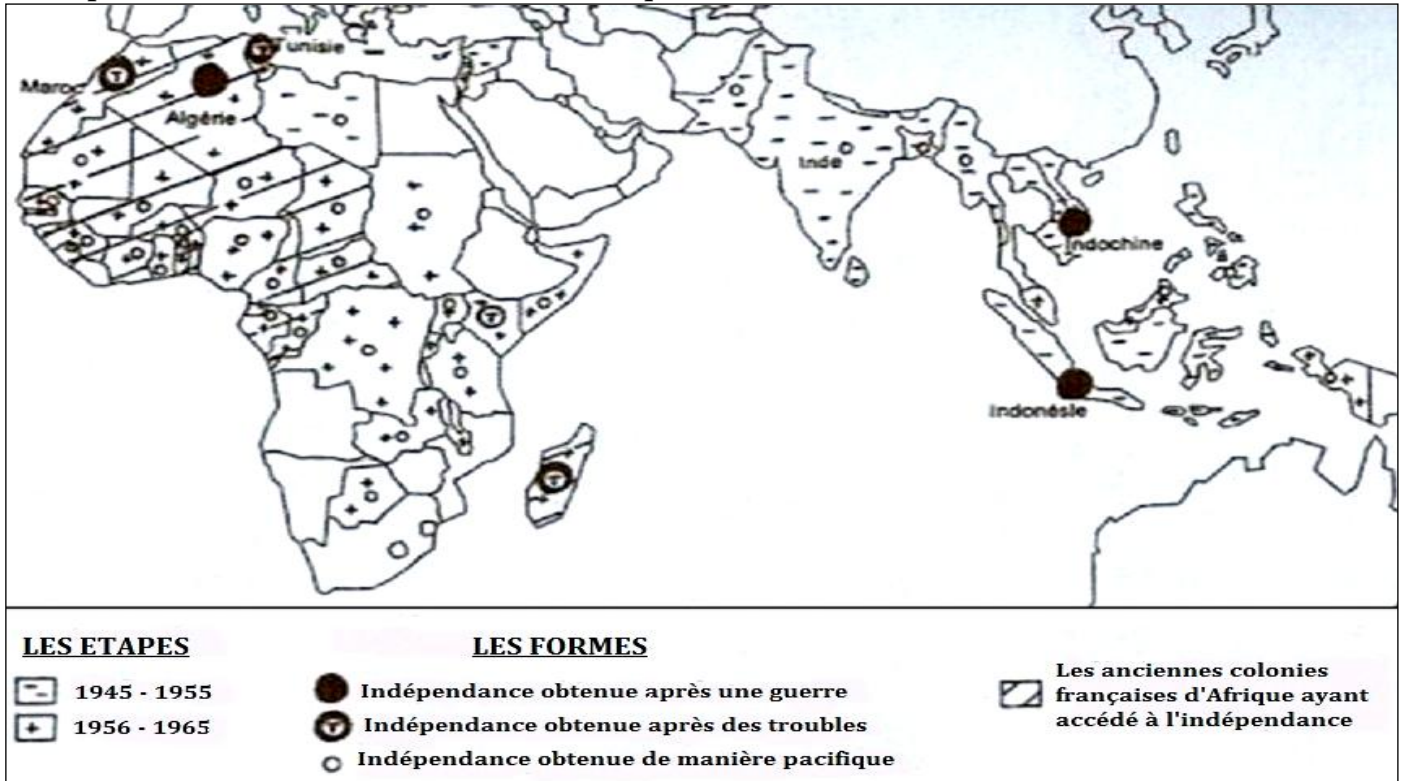 Tunisie
Maroc
Algérie
Inde
Indochine
Indonésie
LES ETAPES
1945 - 1955
1956 - 1965
LES FORMES
Indépendance obtenue après une guerre
Indépendance obtenue après des troubles
Indépendance obtenue de manière pacifique
Les anciennes colonies
françaises d'Afrique ayant
accédé à l'indépendance